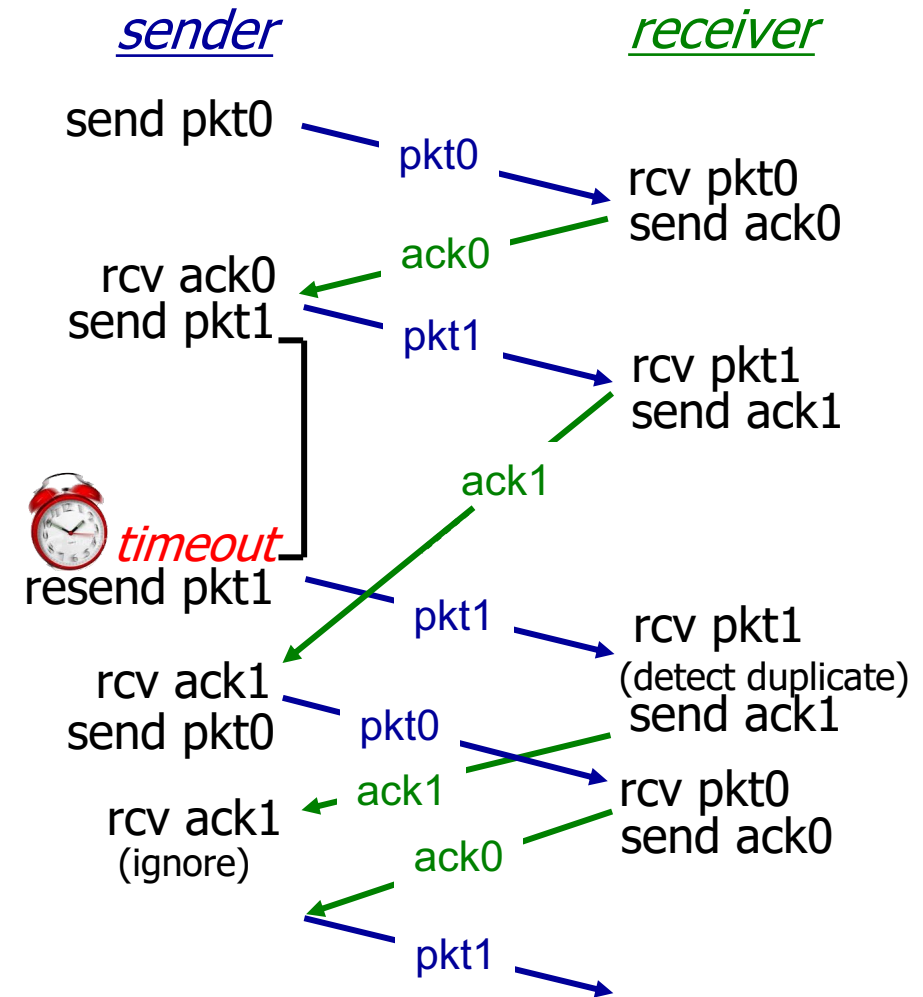 sender
receiver
send pkt0
pkt0
rcv pkt0
send ack0
ack0
rcv ack0
send pkt1
pkt1
rcv pkt1
send ack1
ack1
timeout
resend pkt1
pkt1
rcv pkt1
(detect duplicate)
send ack1
rcv ack1
send pkt0
pkt0
ack1
rcv pkt0
send ack0
rcv ack1
(ignore)
ack0
pkt1